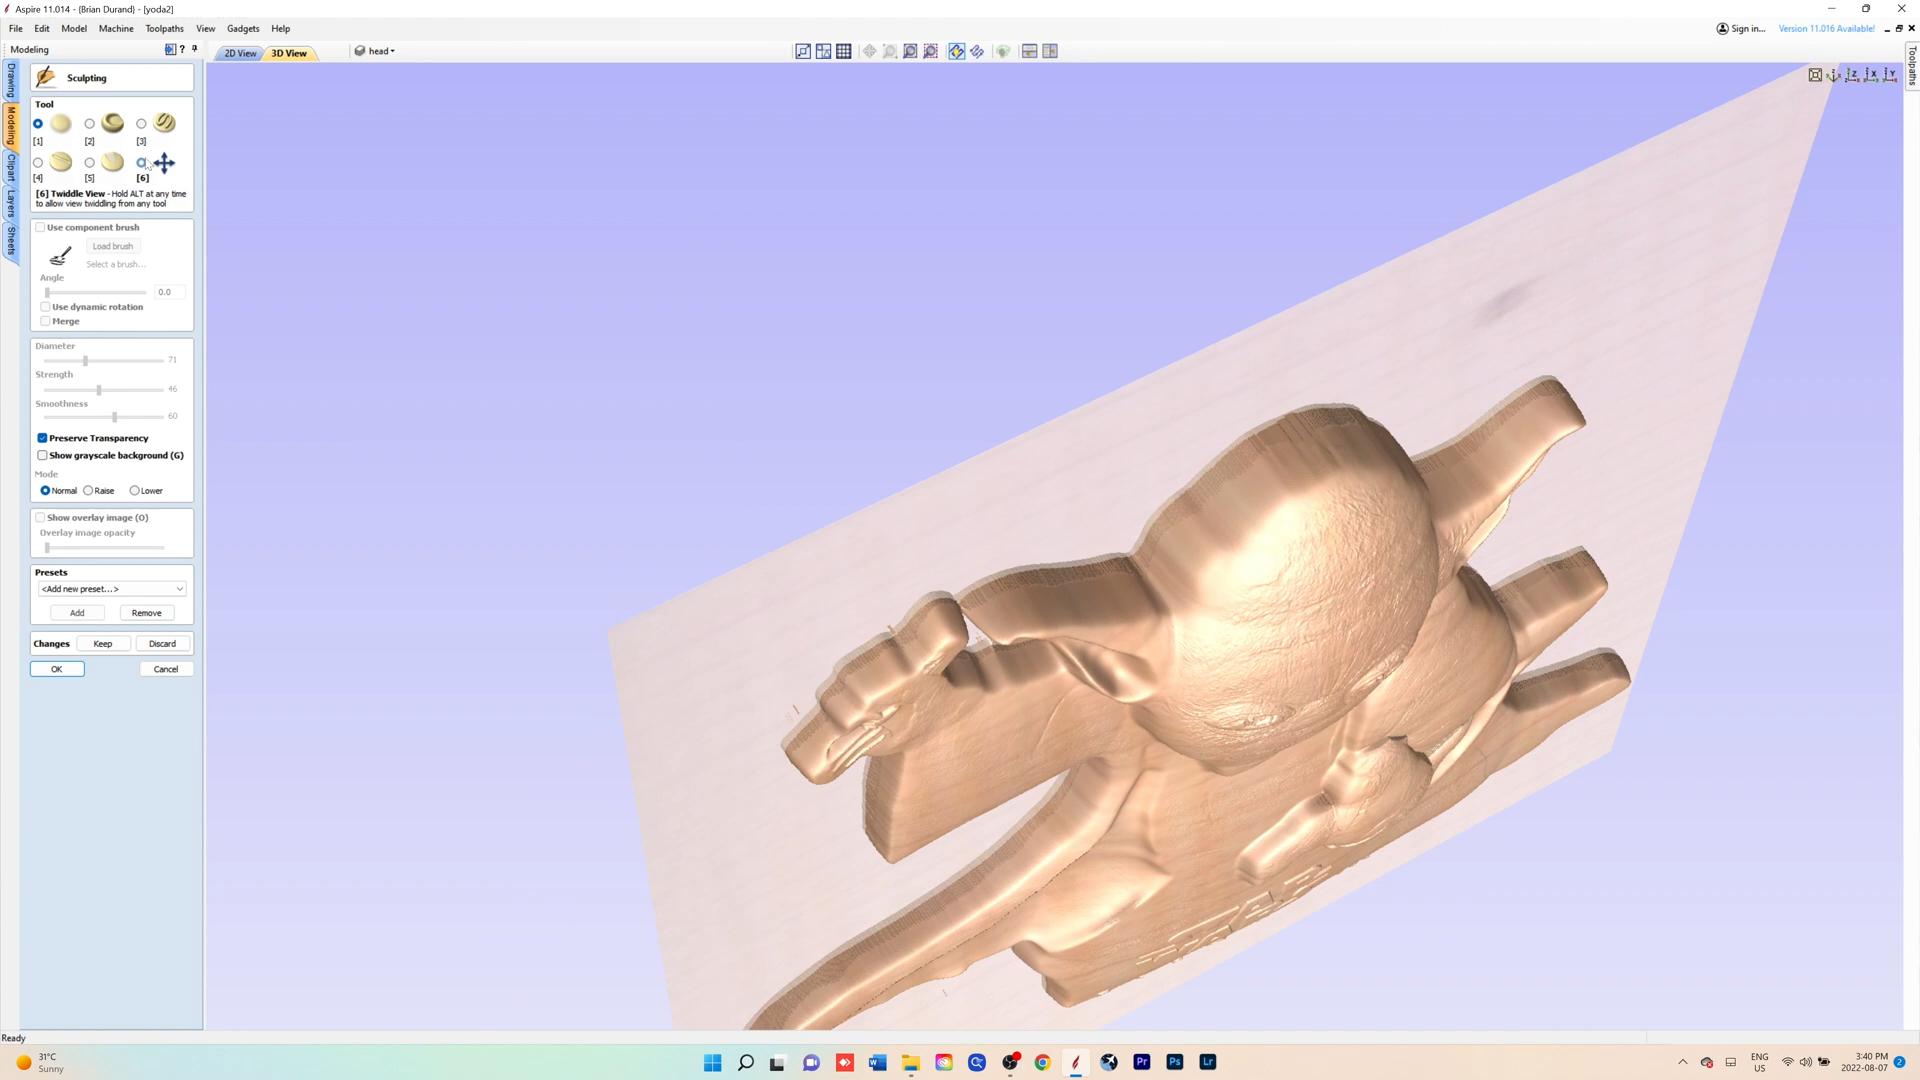 Aspire 11.014 - {Brian Durand} - [yoda2]
File Edit Model Machine Toolpaths View Gadgets Help
Sign in... Version 11.016 Available!
Modeling ?
2D View 3D View head
Z X Y
Drawing
Modeling
Clipart
Layers
Sheets
Toolpaths
Sculpting
Tool
[1] [2] [3]
[4] [5] [6]
[6] Twiddle View - Hold ALT at any time
to allow view twiddling from any tool
Use component brush
Load brush
Select a brush...
Angle
0.0
Use dynamic rotation
Merge
Diameter
71
Strength
46
Smoothness
60
Preserve Transparency
Show grayscale background (G)
Mode
Normal Raise Lower
Show overlay image (O)
Overlay image opacity
Presets
<Add new preset...>
Add Remove
Changes Keep Discard
OK Cancel
Ready
31°C
Sunny
W Pr Ps Lr
ENG
US
3:40 PM
2022-08-07
2